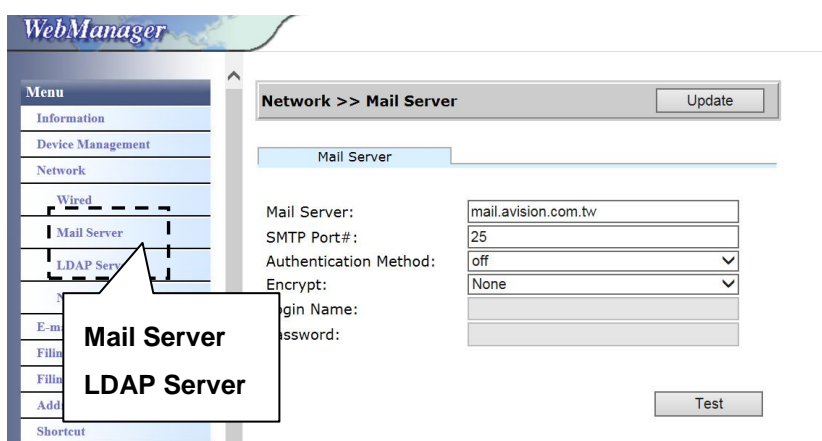 WebManager
Menu
Information
Device Management
Network
Wired
Mail Server
LDAP Serv
E-m
Filin
Filin
Add
Shortcut
Mail Server
LDAP Server
Network >> Mail Server
Update
Mail Server
Mail Server: mail.avision.com.tw
SMTP Port#: 25
Authentication Method: off
Encrypt: None
ogin Name:
assword:
Test